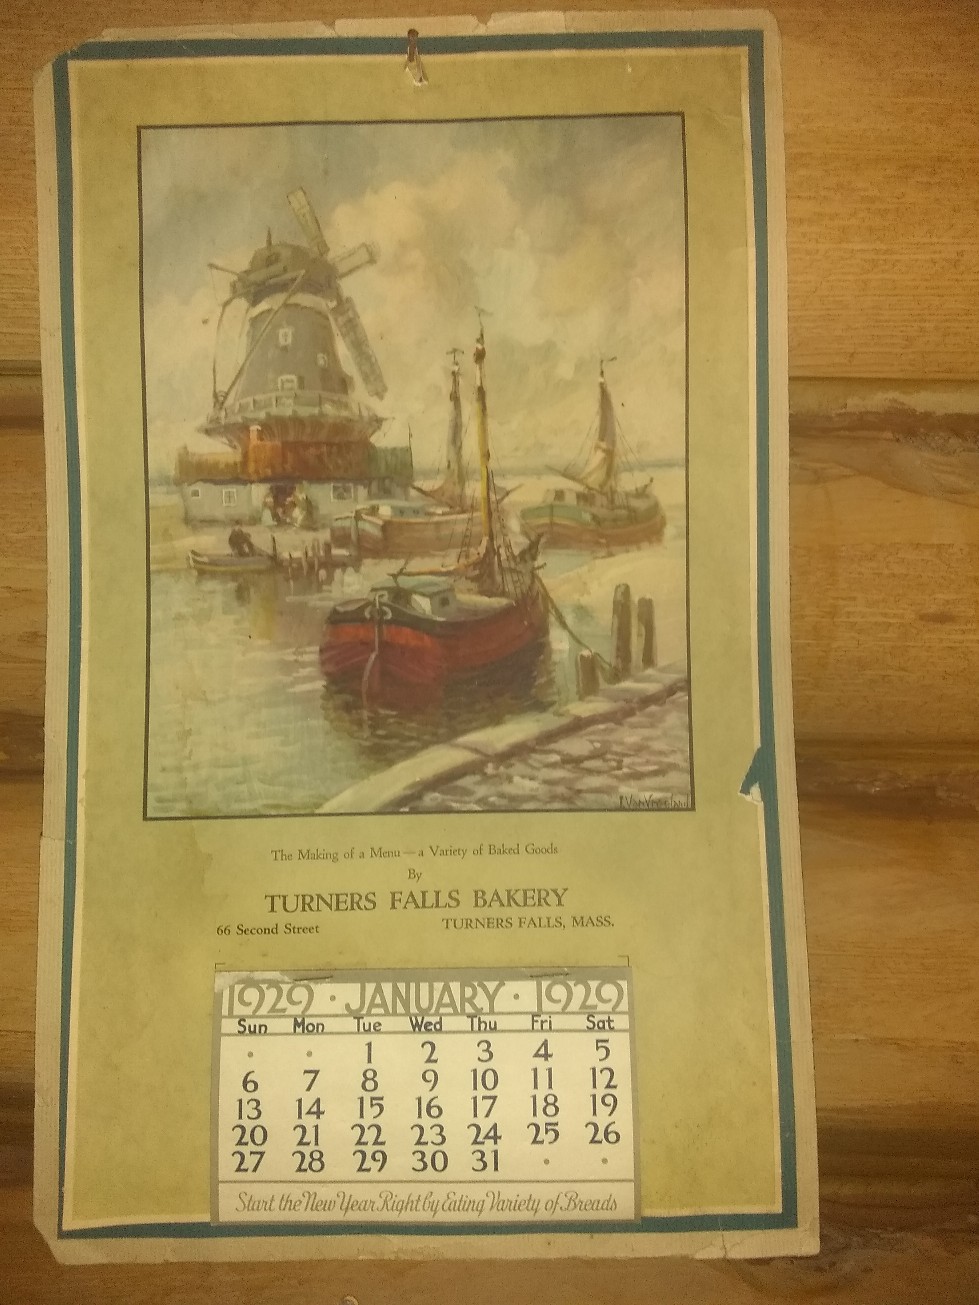 The Making of a Menu — a Variety of Baked Goods
By
TURNERS FALLS BAKERY
66 Second Street TURNERS FALLS, MASS.
1929 · JANUARY · 1929
Sun Mon Tue Wed Thu Fri Sat
· · 1 2 3 4 5
6 7 8 9 10 11 12
13 14 15 16 17 18 19
20 21 22 23 24 25 26
27 28 29 30 31 · ·
Start the New Year Right by Eating Variety of Breads